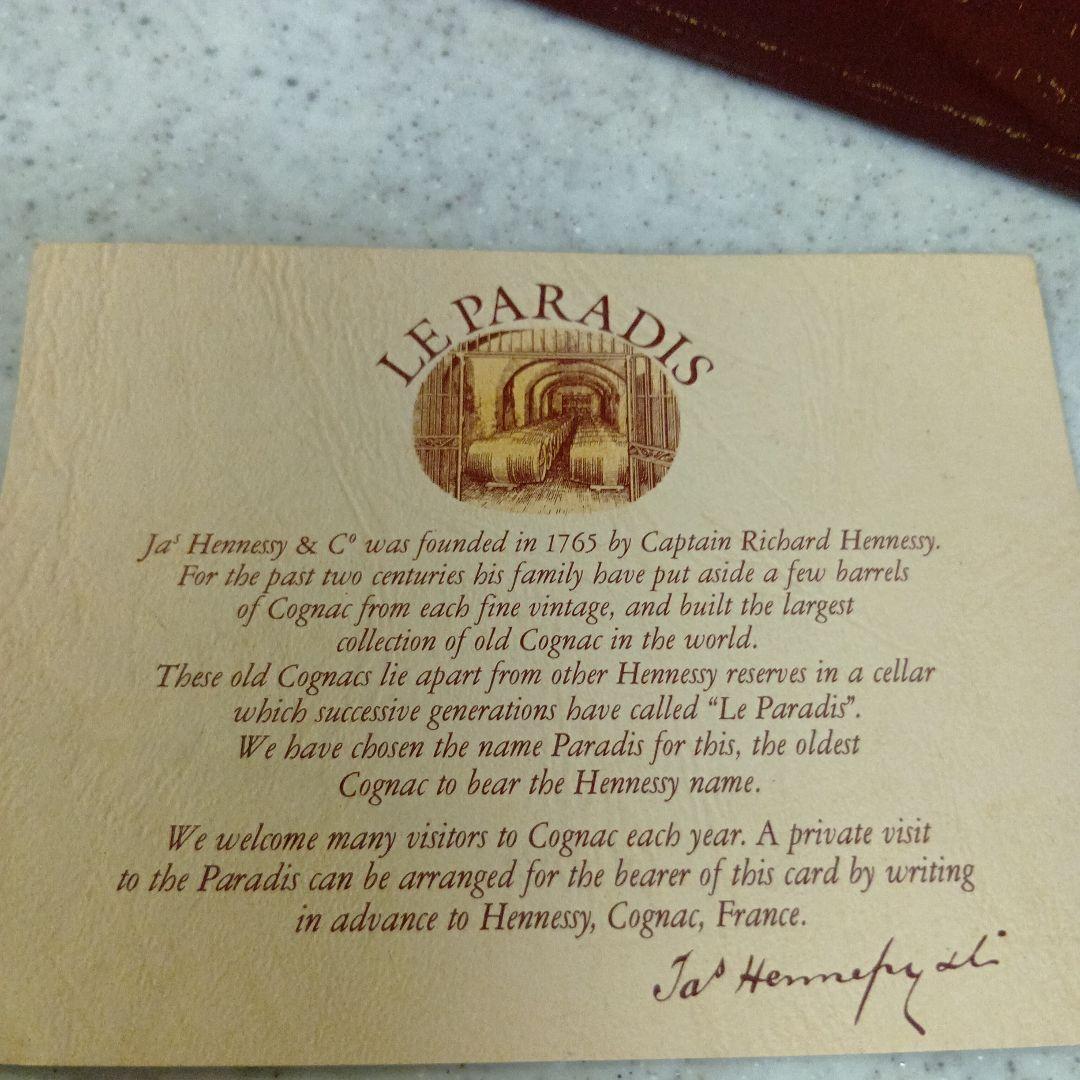 LE PARADIS
Jaˢ Hennessy & Cº was founded in 1765 by Captain Richard Hennessy.
For the past two centuries his family have put aside a few barrels
of Cognac from each fine vintage, and built the largest
collection of old Cognac in the world.
These old Cognacs lie apart from other Hennessy reserves in a cellar
which successive generations have called “Le Paradis”.
We have chosen the name Paradis for this, the oldest
Cognac to bear the Hennessy name.
We welcome many visitors to Cognac each year. A private visit
to the Paradis can be arranged for the bearer of this card by writing
in advance to Hennessy, Cognac, France.
Jaˢ Hennessy